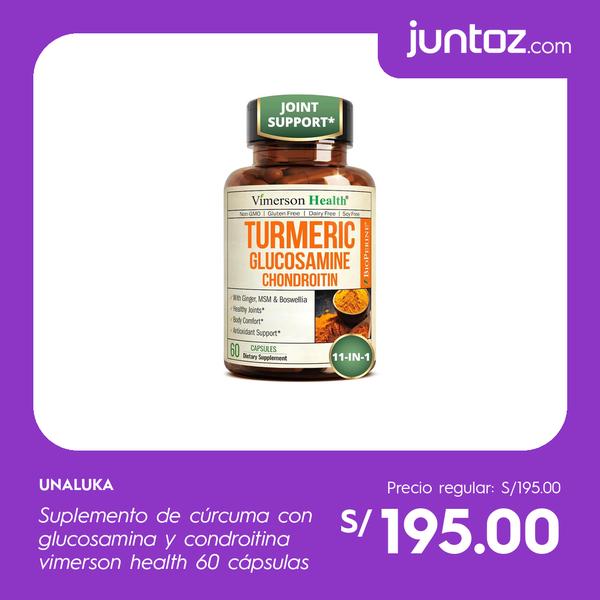 juntoz.com
JOINT
SUPPORT*
Vimerson Health®
Non GMO | Gluten Free | Dairy Free | Soy Free
TURMERIC
GLUCOSAMINE
CHONDROITIN
BIOPERINE
With Ginger, MSM & Boswellia
Healthy Joints*
Body Comfort*
Antioxidant Support*
60 CAPSULES
Dietary Supplement
11-IN-1
UNALUKA
Suplemento de cúrcuma con
glucosamina y condroitina
vimerson health 60 cápsulas
Precio regular: S/195.00
S/195.00